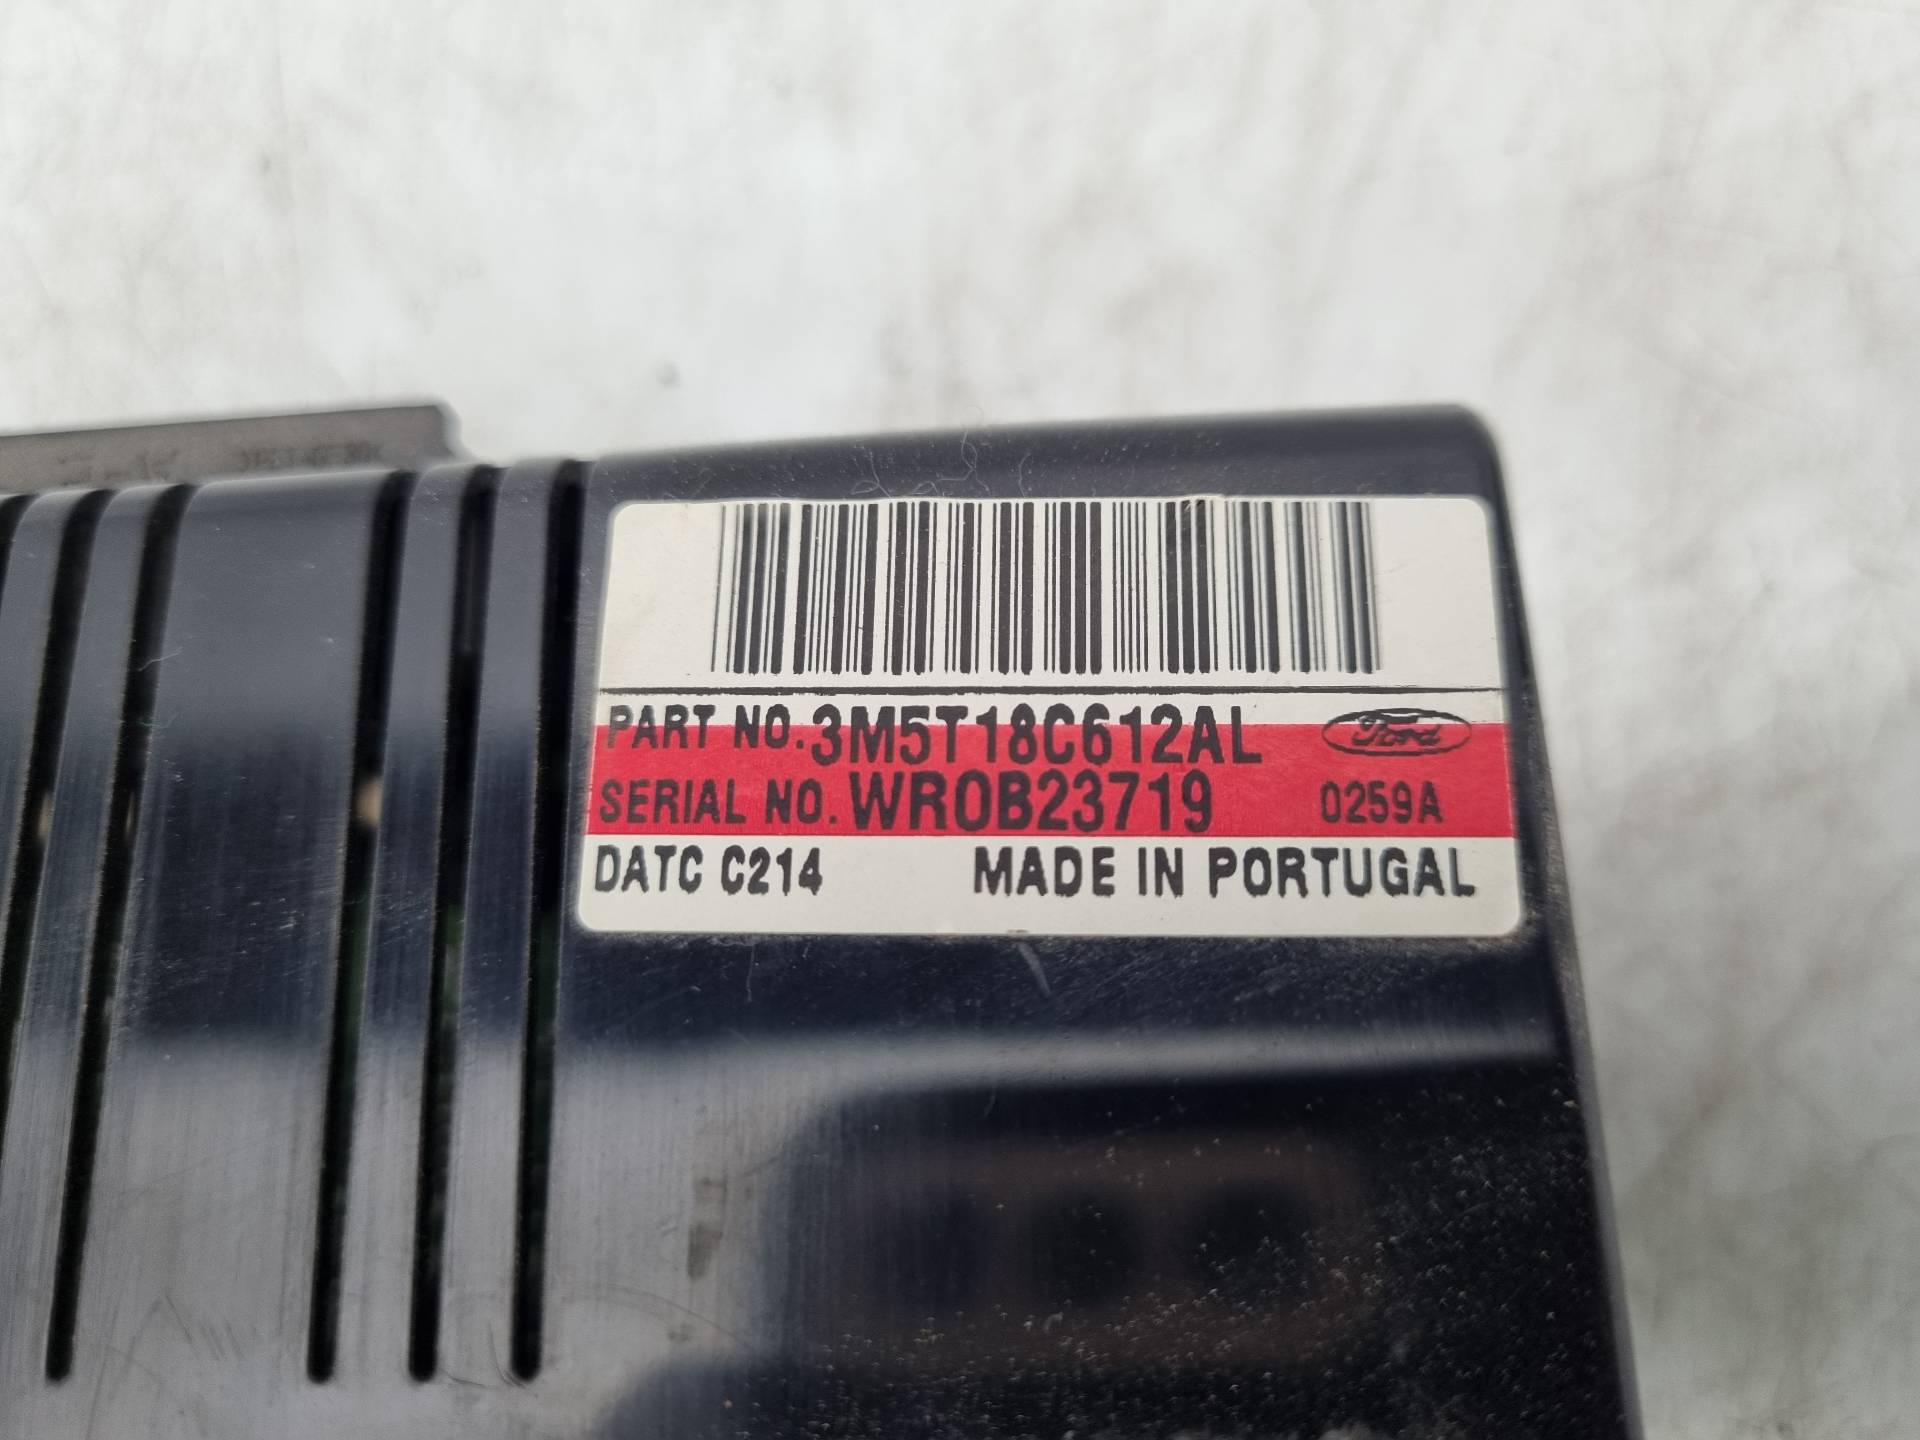 PART NO. 3M5T18C612AL Ford
SERIAL NO. WR0B23719 0259A
DATC C214 MADE IN PORTUGAL